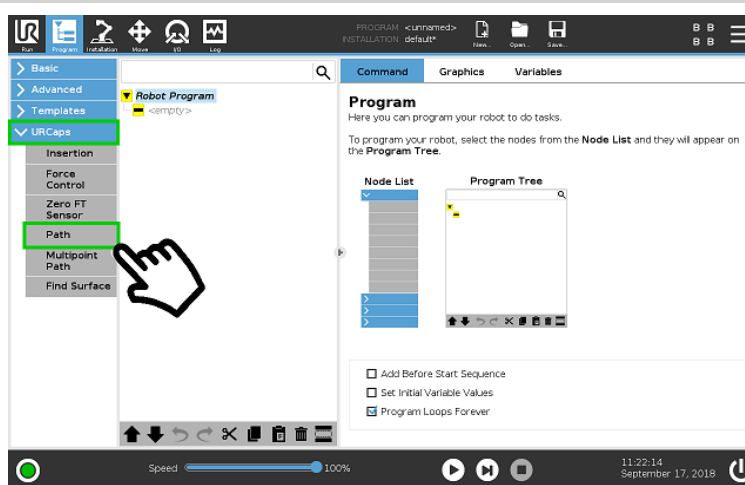 UR
Run
Program
Installation
Move
I/O
Log
PROGRAM <unnamed>
INSTALLATION default*
New...
Open...
Save...
B B
B B
Basic
Advanced
Templates
URCaps
Insertion
Force
Control
Zero FT
Sensor
Path
Multipoint
Path
Find Surface
Robot Program
<empty>
Command Graphics Variables
Program
Here you can program your robot to do tasks.
To program your robot, select the nodes from the Node List and they will appear on
the Program Tree.
Node List
Program Tree
Add Before Start Sequence
Set Initial Variable Values
Program Loops Forever
Speed
100%
11:22:14
September 17, 2018